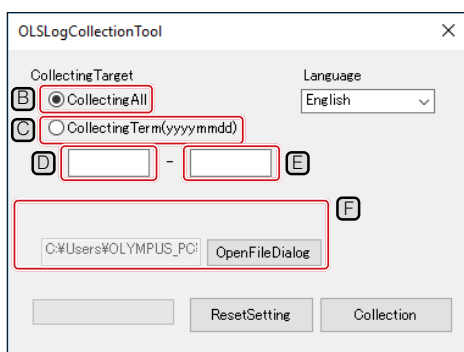 OLSLogCollectionTool
CollectingTarget
Language
B CollectingAll
English
C CollectingTerm(yyyymmdd)
D - E
F
C:¥Users¥OLYMPUS_PC¥
OpenFileDialog
ResetSetting
Collection